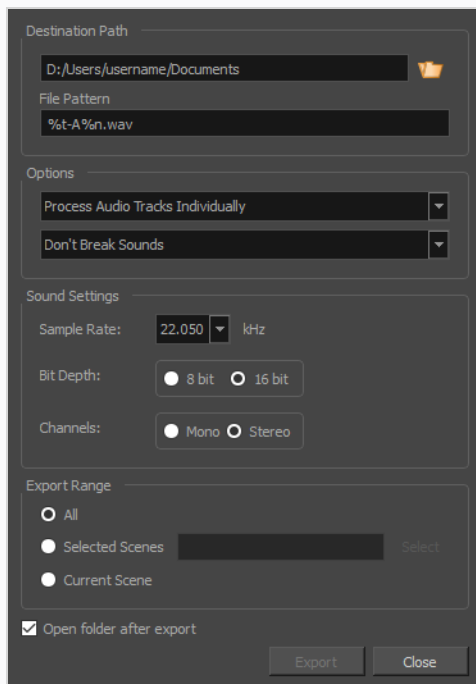 Destination Path
D:/Users/username/Documents
File Pattern
%t-A%n.wav
Options
Process Audio Tracks Individually
Don't Break Sounds
Sound Settings
Sample Rate: 22.050 kHz
Bit Depth: 8 bit 16 bit
Channels: Mono Stereo
Export Range
All
Selected Scenes Select
Current Scene
Open folder after export
Export Close